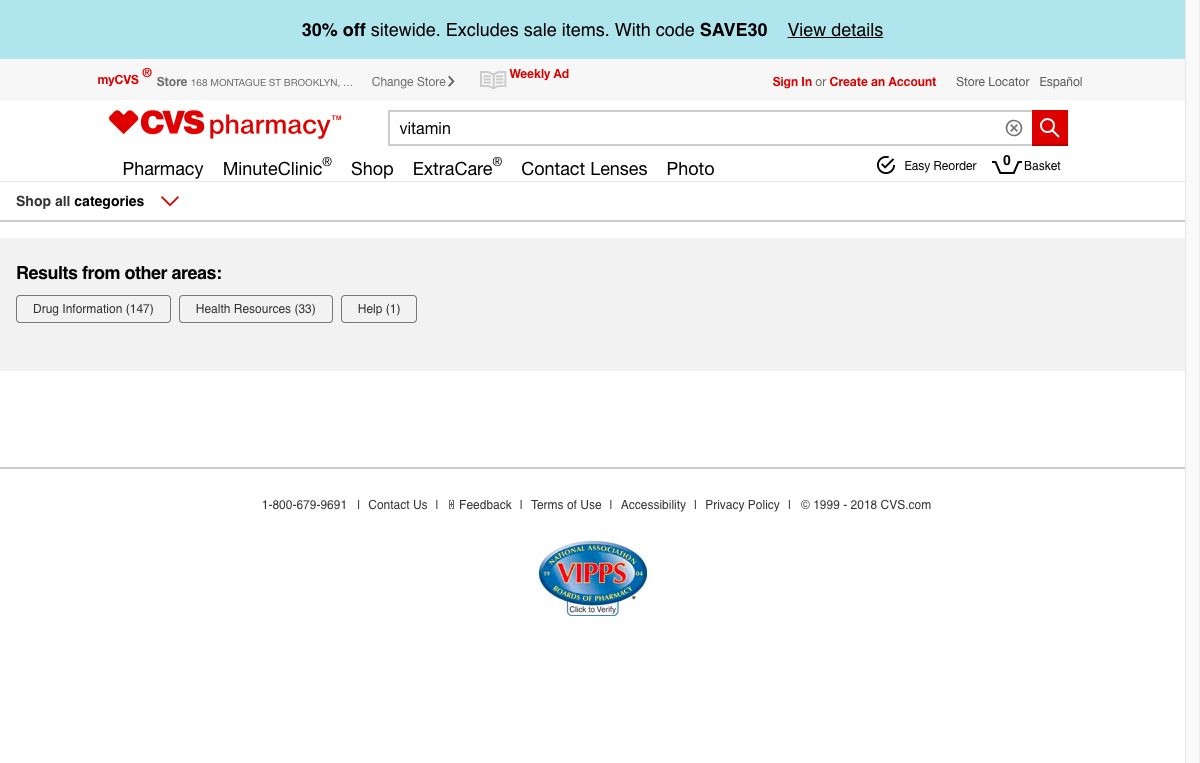 30% off sitewide. Excludes sale items. With code SAVE30 View details
myCVS® Store 168 MONTAGUE ST BROOKLYN, ... Change Store Weekly Ad Sign In or Create an Account Store Locator Español
CVS pharmacy™ vitamin
Pharmacy MinuteClinic® Shop ExtraCare® Contact Lenses Photo Easy Reorder 0 Basket
Shop all categories
Results from other areas:
Drug Information (147) Health Resources (33) Help (1)
1-800-679-9691 | Contact Us | Feedback | Terms of Use | Accessibility | Privacy Policy | © 1999 - 2018 CVS.com
NATIONAL ASSOCIATION
19 VIPPS 04
BOARDS OF PHARMACY
Click to Verify